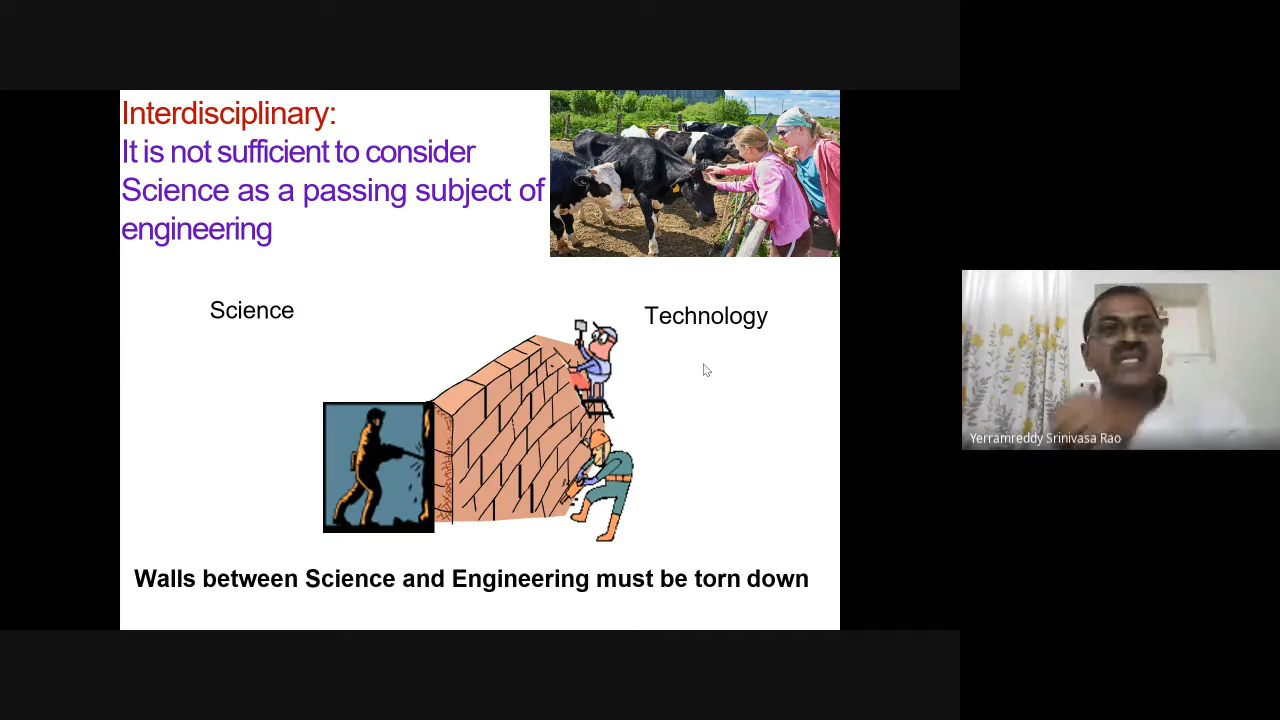 Interdisciplinary:
It is not sufficient to consider
Science as a passing subject of
engineering
Science
Technology
Walls between Science and Engineering must be torn down
Yerramreddy Srinivasa Rao